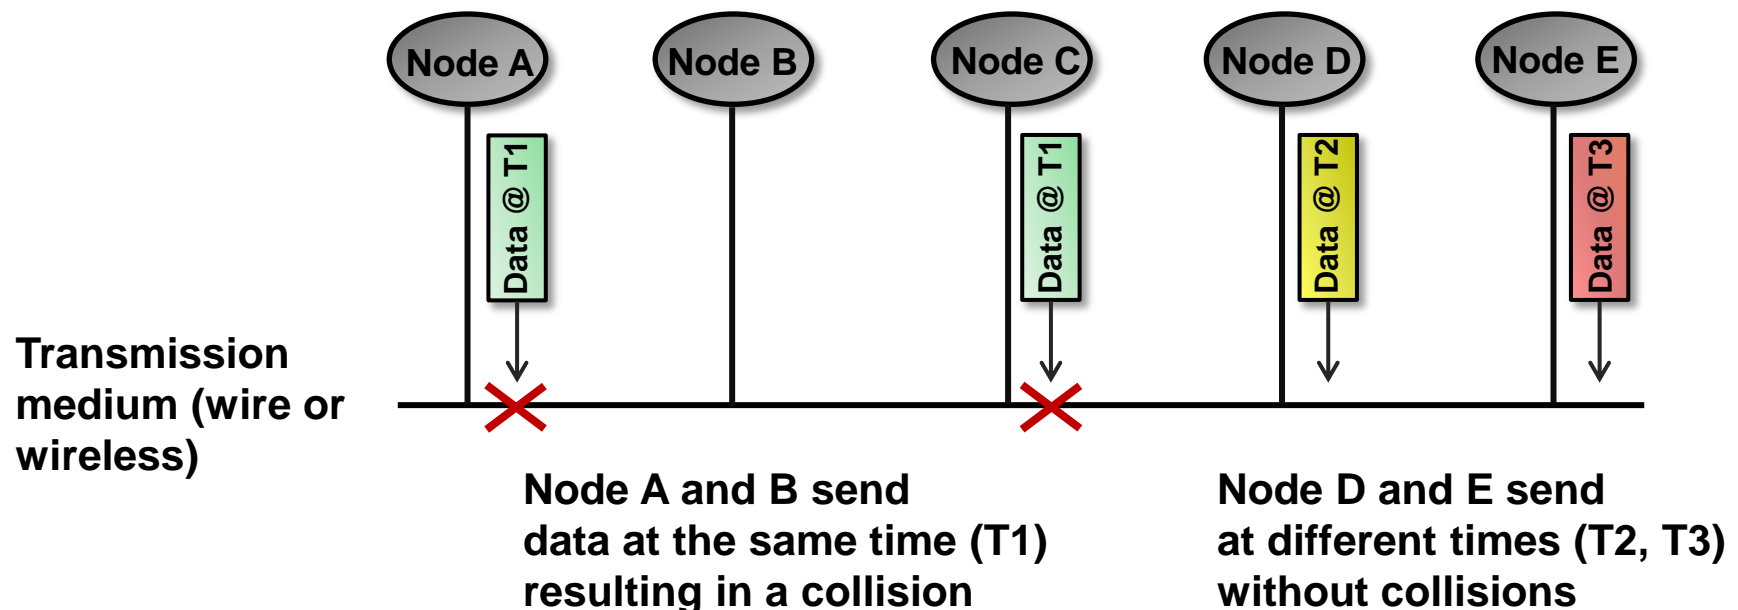 Node A
Node B
Node C
Node D
Node E
Data @ T1
Data @ T1
Data @ T2
Data @ T3
Transmission
medium (wire or
wireless)
Node A and B send
data at the same time (T1)
resulting in a collision
Node D and E send
at different times (T2, T3)
without collisions